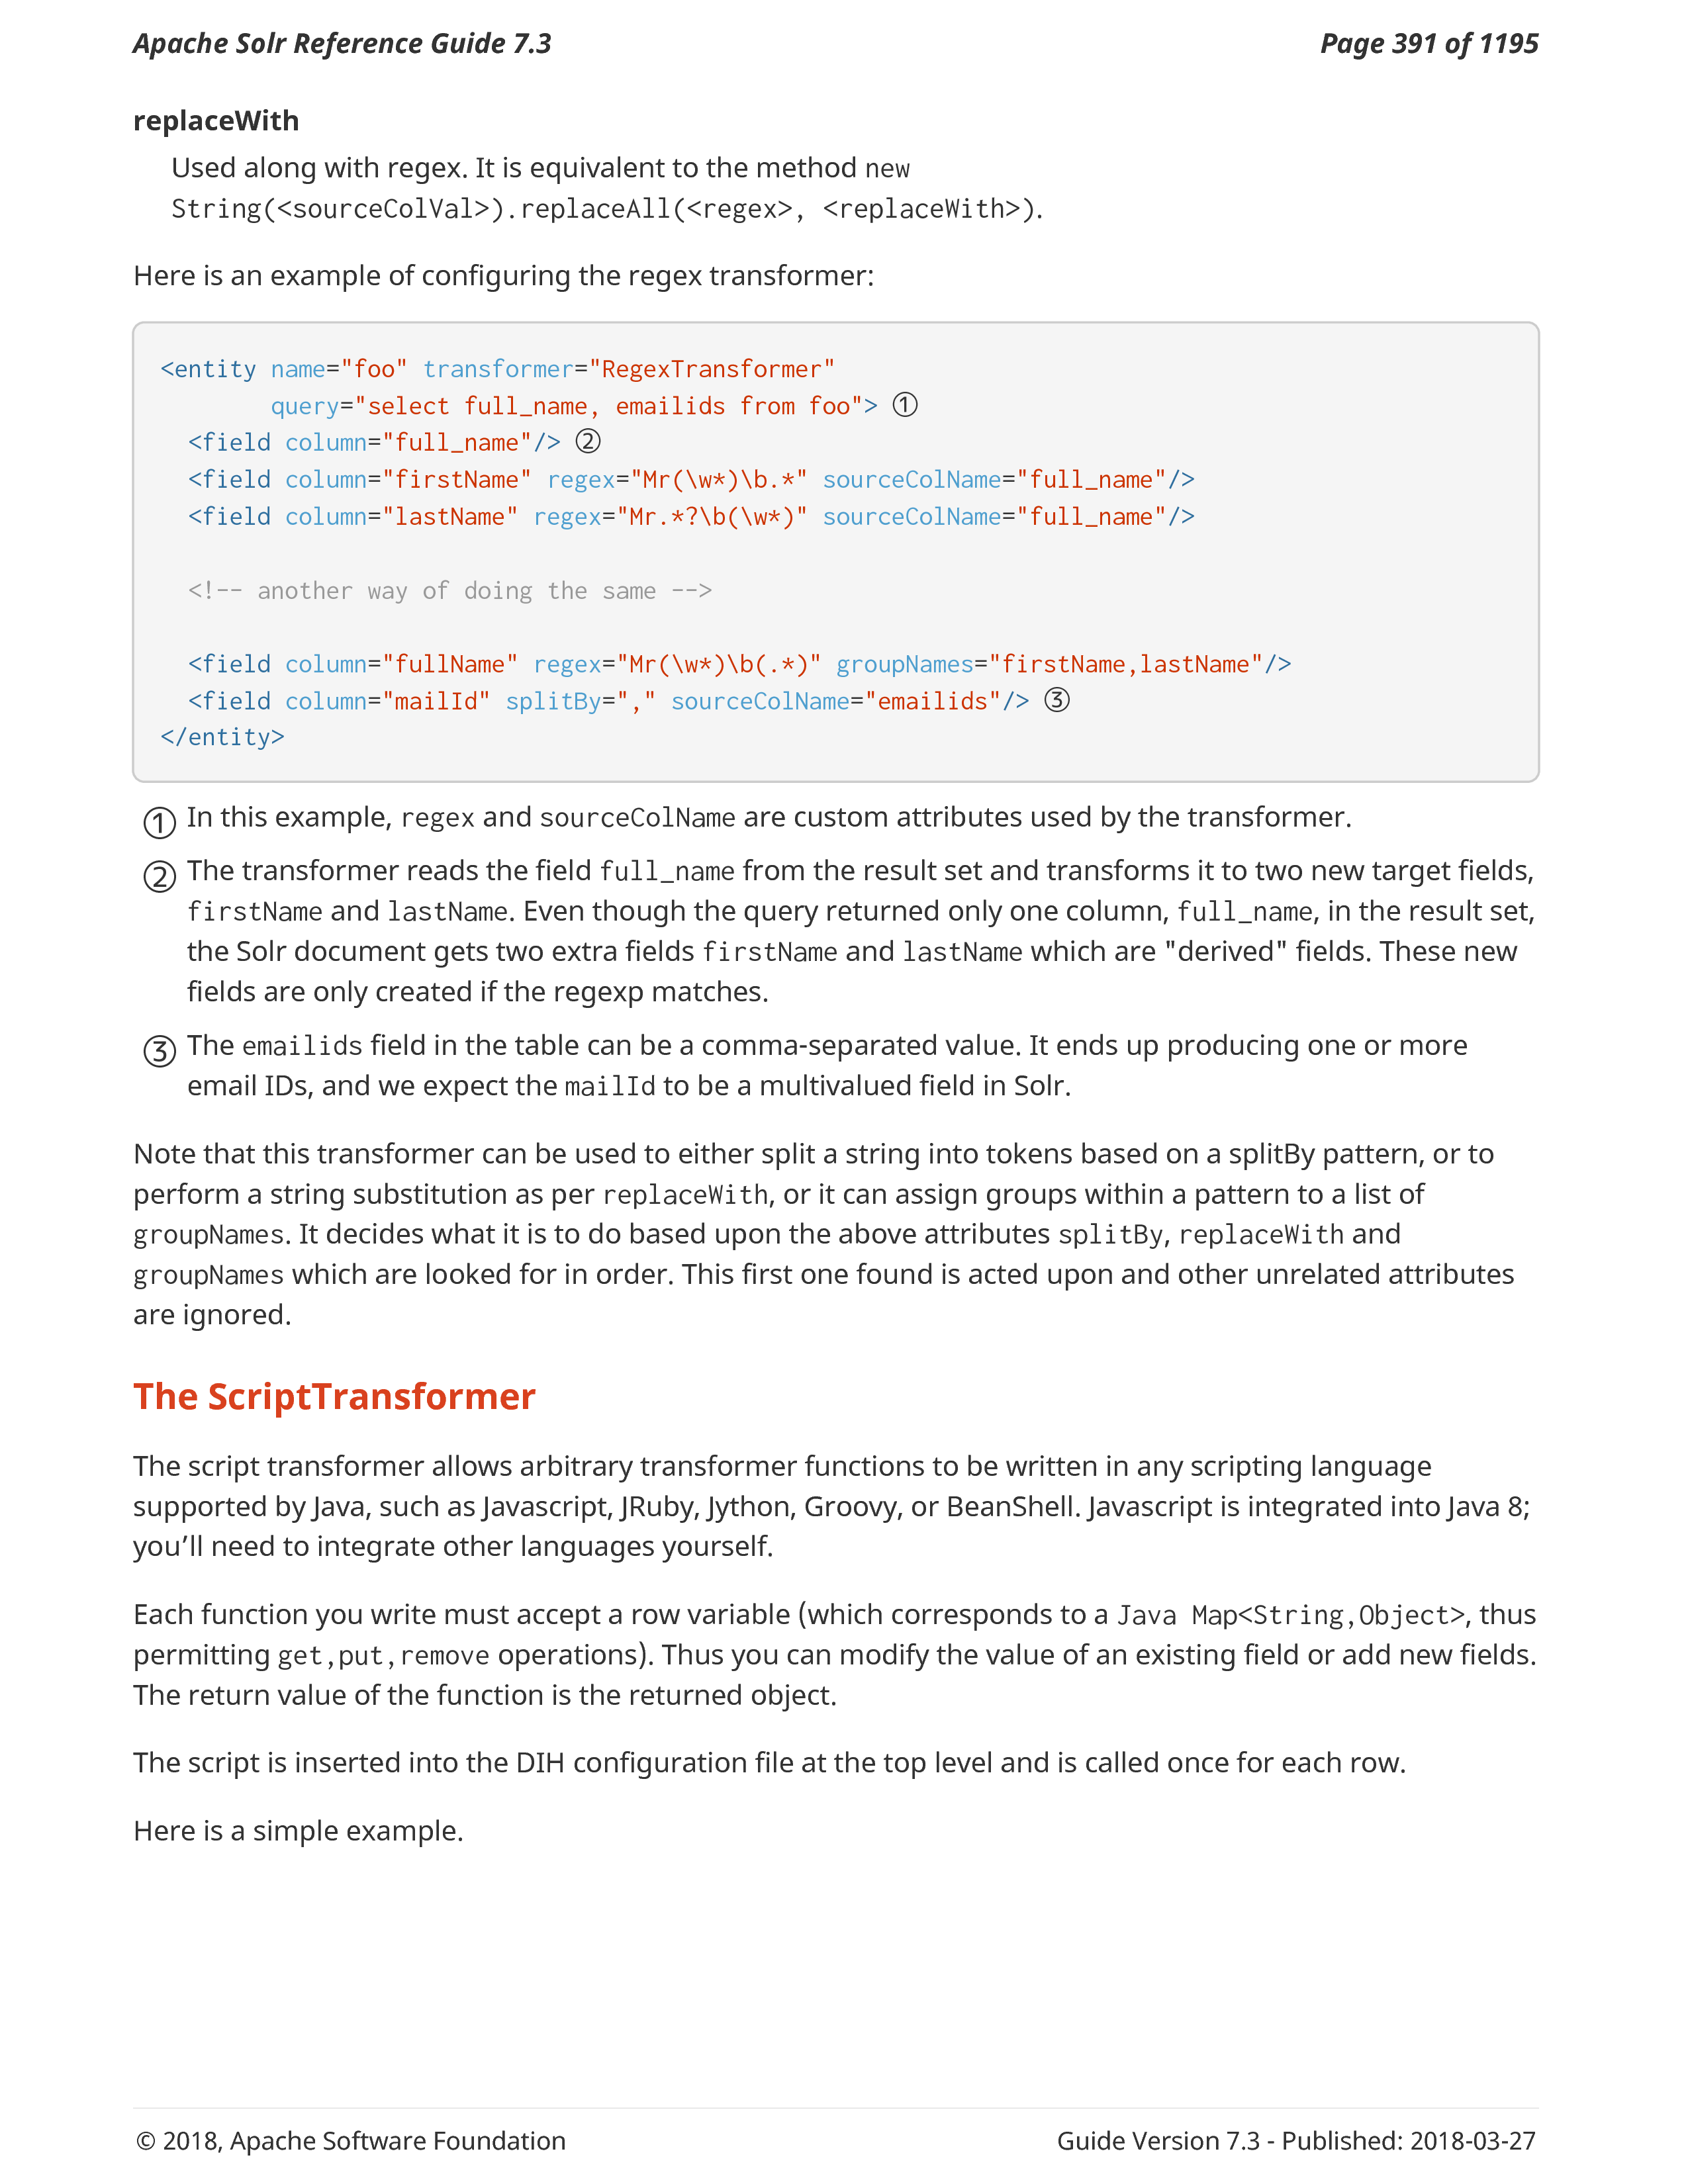 Apache Solr Reference Guide 7.3
Page 391 of 1195
replaceWith
Used along with regex. It is equivalent to the method new
String(<sourceColVal>).replaceAll(<regex>, <replaceWith>).
Here is an example of configuring the regex transformer:
<entity name="foo" transformer="RegexTransformer"
        query="select full_name, emailids from foo"> ①
  <field column="full_name"/> ②
  <field column="firstName" regex="Mr(\w*)\b.*" sourceColName="full_name"/>
  <field column="lastName" regex="Mr.*?\b(\w*)" sourceColName="full_name"/>
  <!-- another way of doing the same -->
  <field column="fullName" regex="Mr(\w*)\b(.*)" groupNames="firstName,lastName"/>
  <field column="mailId" splitBy="," sourceColName="emailids"/> ③
</entity>
① In this example, regex and sourceColName are custom attributes used by the transformer.
② The transformer reads the field full_name from the result set and transforms it to two new target fields,
firstName and lastName. Even though the query returned only one column, full_name, in the result set,
the Solr document gets two extra fields firstName and lastName which are "derived" fields. These new
fields are only created if the regexp matches.
③ The emailids field in the table can be a comma-separated value. It ends up producing one or more
email IDs, and we expect the mailId to be a multivalued field in Solr.
Note that this transformer can be used to either split a string into tokens based on a splitBy pattern, or to
perform a string substitution as per replaceWith, or it can assign groups within a pattern to a list of
groupNames. It decides what it is to do based upon the above attributes splitBy, replaceWith and
groupNames which are looked for in order. This first one found is acted upon and other unrelated attributes
are ignored.
The ScriptTransformer
The script transformer allows arbitrary transformer functions to be written in any scripting language
supported by Java, such as Javascript, JRuby, Jython, Groovy, or BeanShell. Javascript is integrated into Java 8;
you’ll need to integrate other languages yourself.
Each function you write must accept a row variable (which corresponds to a Java Map<String,Object>, thus
permitting get,put,remove operations). Thus you can modify the value of an existing field or add new fields.
The return value of the function is the returned object.
The script is inserted into the DIH configuration file at the top level and is called once for each row.
Here is a simple example.
© 2018, Apache Software Foundation
Guide Version 7.3 - Published: 2018-03-27